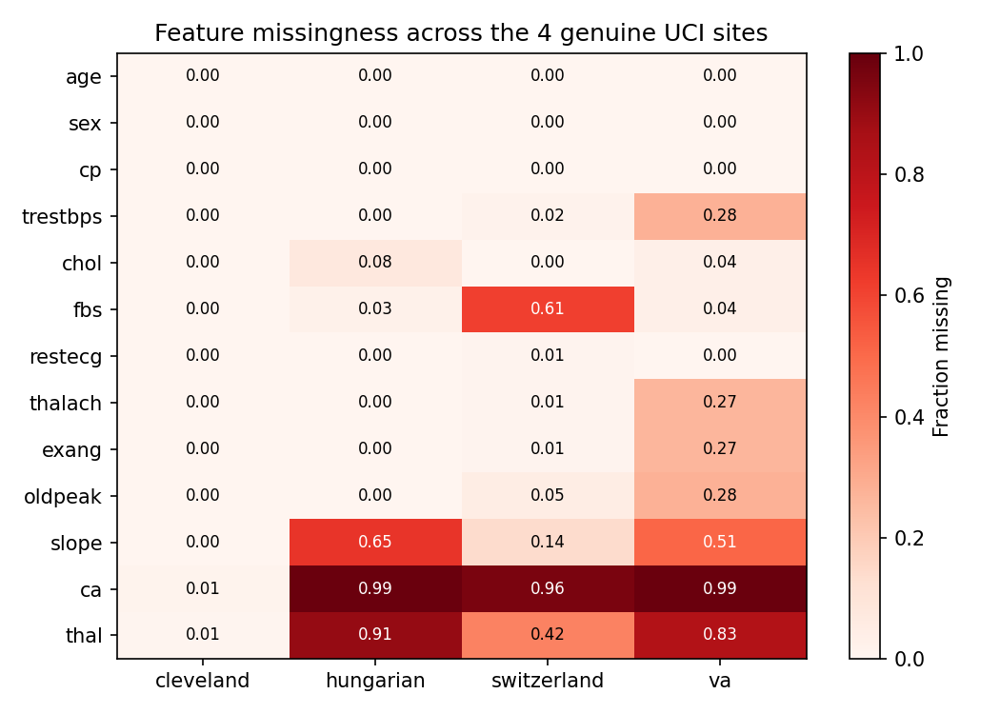 Feature missingness across the 4 genuine UCI sites
age 0.00 0.00 0.00 0.00
sex 0.00 0.00 0.00 0.00
cp 0.00 0.00 0.00 0.00
trestbps 0.00 0.00 0.02 0.28
chol 0.00 0.08 0.00 0.04
fbs 0.00 0.03 0.61 0.04
restecg 0.00 0.00 0.01 0.00
thalach 0.00 0.00 0.01 0.27
exang 0.00 0.00 0.01 0.27
oldpeak 0.00 0.00 0.05 0.28
slope 0.00 0.65 0.14 0.51
ca 0.01 0.99 0.96 0.99
thal 0.01 0.91 0.42 0.83
cleveland hungarian switzerland va
1.0
0.8
0.6
0.4
0.2
0.0
Fraction missing